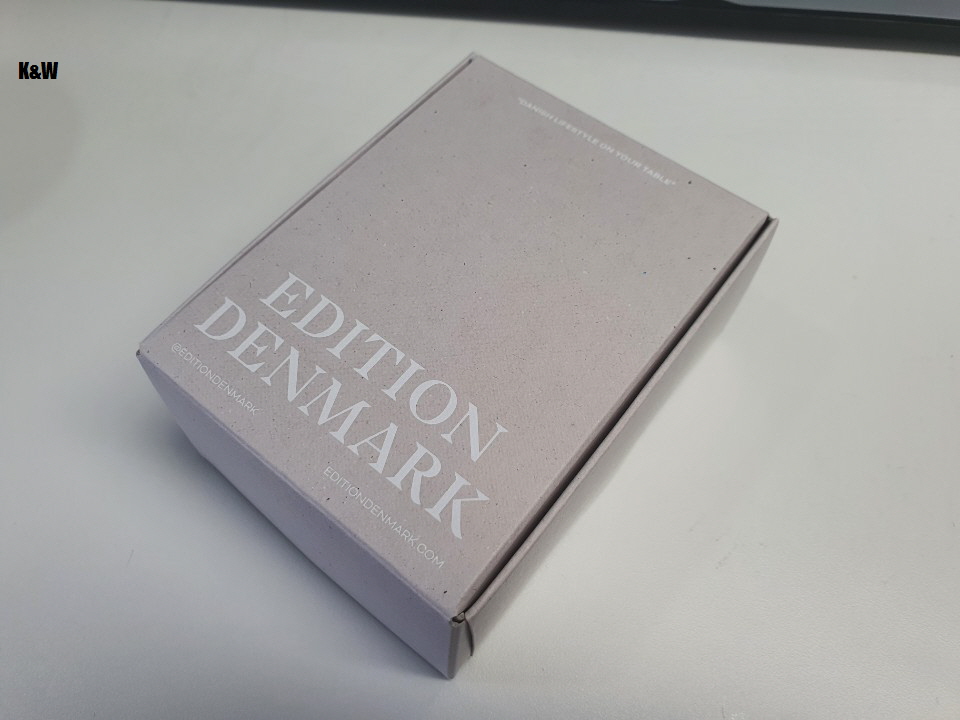 K&W
"DANISH LIFESTYLE ON YOUR TABLE"
EDITION
DENMARK
@EDITIONDENMARK
EDITIONDENMARK.COM